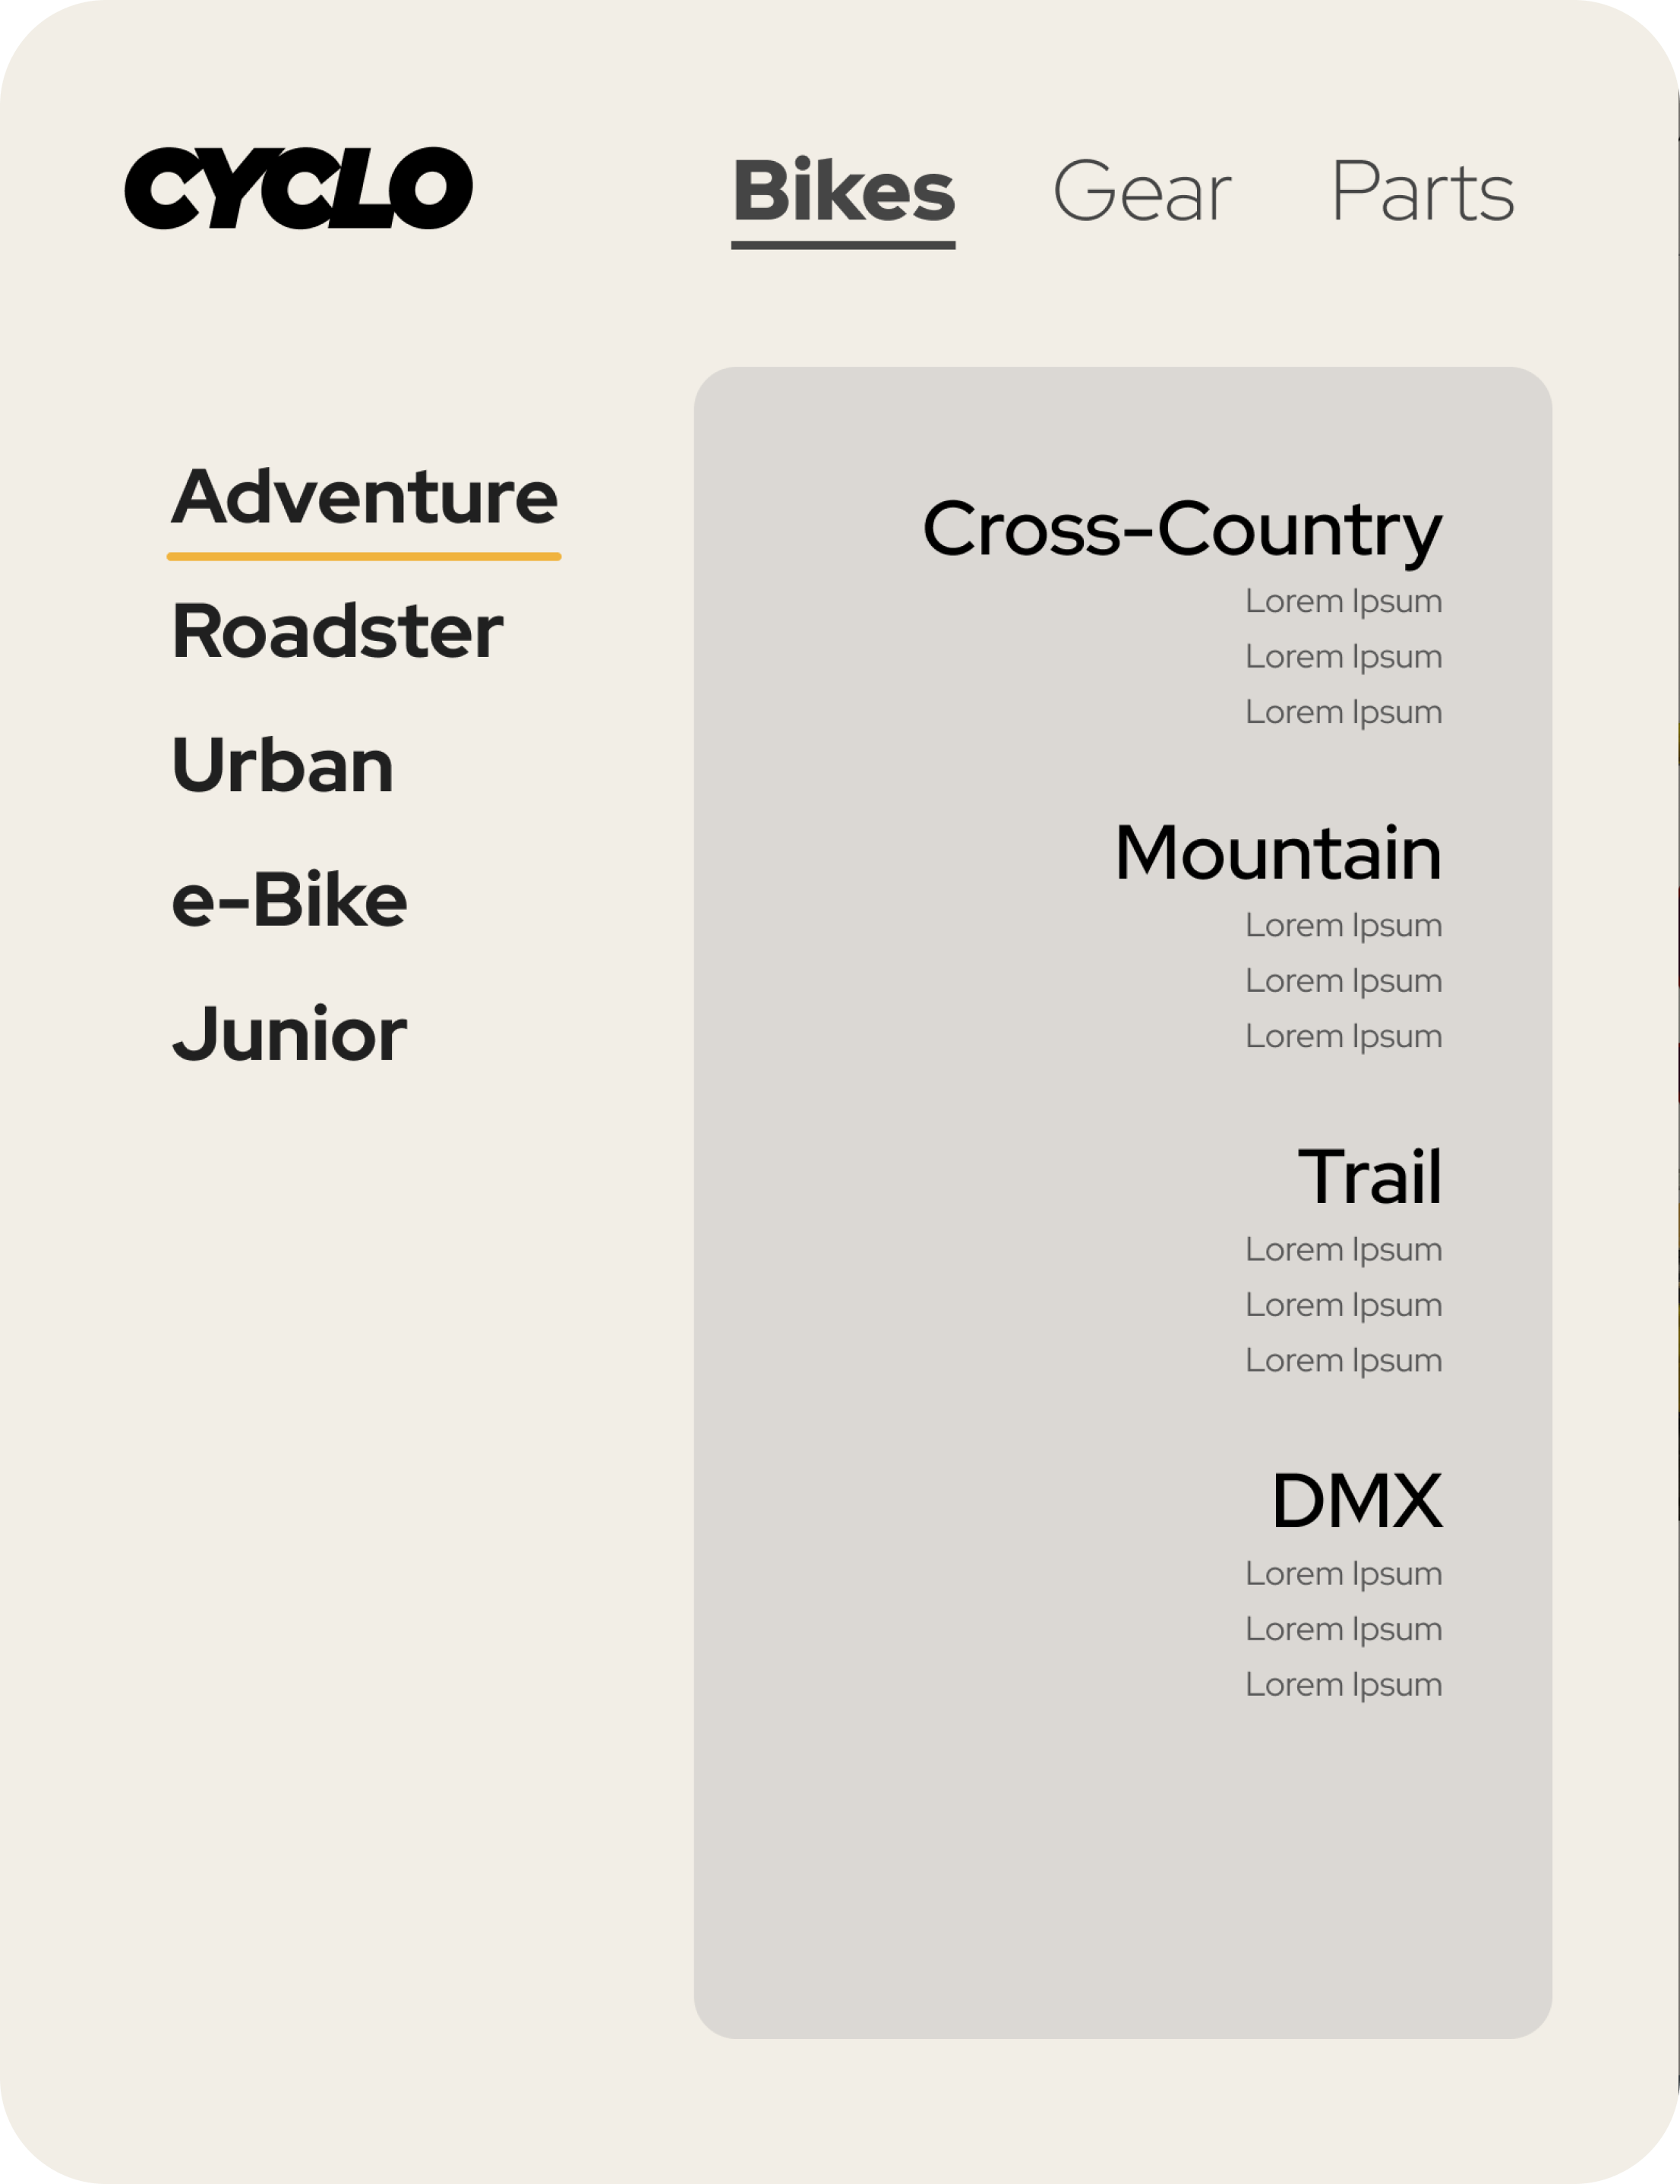 CYCLO
Bikes Gear Parts
Adventure
Roadster
Urban
e-Bike
Junior
Cross-Country
Lorem Ipsum
Lorem Ipsum
Lorem Ipsum
Mountain
Lorem Ipsum
Lorem Ipsum
Lorem Ipsum
Trail
Lorem Ipsum
Lorem Ipsum
Lorem Ipsum
DMX
Lorem Ipsum
Lorem Ipsum
Lorem Ipsum